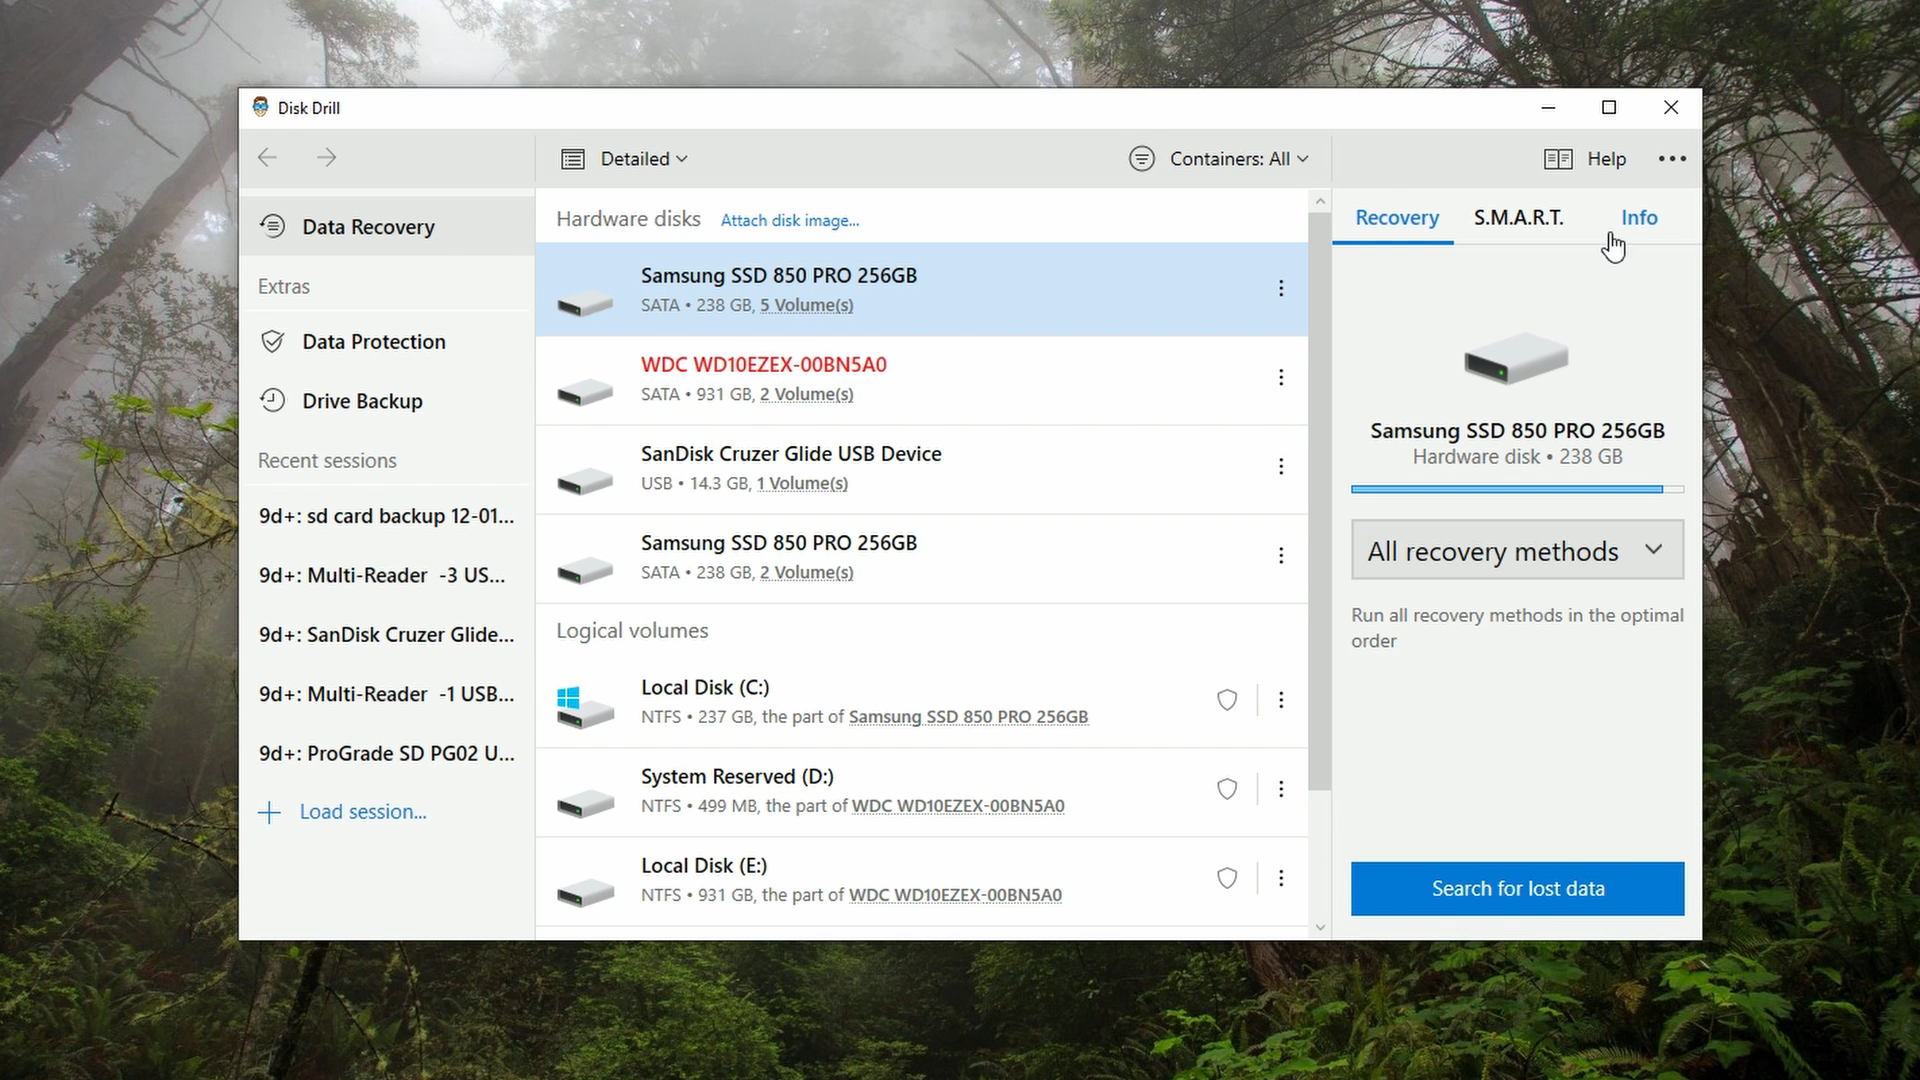 Disk Drill
Detailed
Containers: All
Help
Data Recovery
Extras
Data Protection
Drive Backup
Recent sessions
9d+: sd card backup 12-01...
9d+: Multi-Reader  -3 US...
9d+: SanDisk Cruzer Glide...
9d+: Multi-Reader  -1 USB...
9d+: ProGrade SD PG02 U...
Load session...
Hardware disks Attach disk image...
Samsung SSD 850 PRO 256GB
SATA • 238 GB, 5 Volume(s)
WDC WD10EZEX-00BN5A0
SATA • 931 GB, 2 Volume(s)
SanDisk Cruzer Glide USB Device
USB • 14.3 GB, 1 Volume(s)
Samsung SSD 850 PRO 256GB
SATA • 238 GB, 2 Volume(s)
Logical volumes
Local Disk (C:)
NTFS • 237 GB, the part of Samsung SSD 850 PRO 256GB
System Reserved (D:)
NTFS • 499 MB, the part of WDC WD10EZEX-00BN5A0
Local Disk (E:)
NTFS • 931 GB, the part of WDC WD10EZEX-00BN5A0
Recovery S.M.A.R.T. Info
Samsung SSD 850 PRO 256GB
Hardware disk • 238 GB
All recovery methods
Run all recovery methods in the optimal
order
Search for lost data